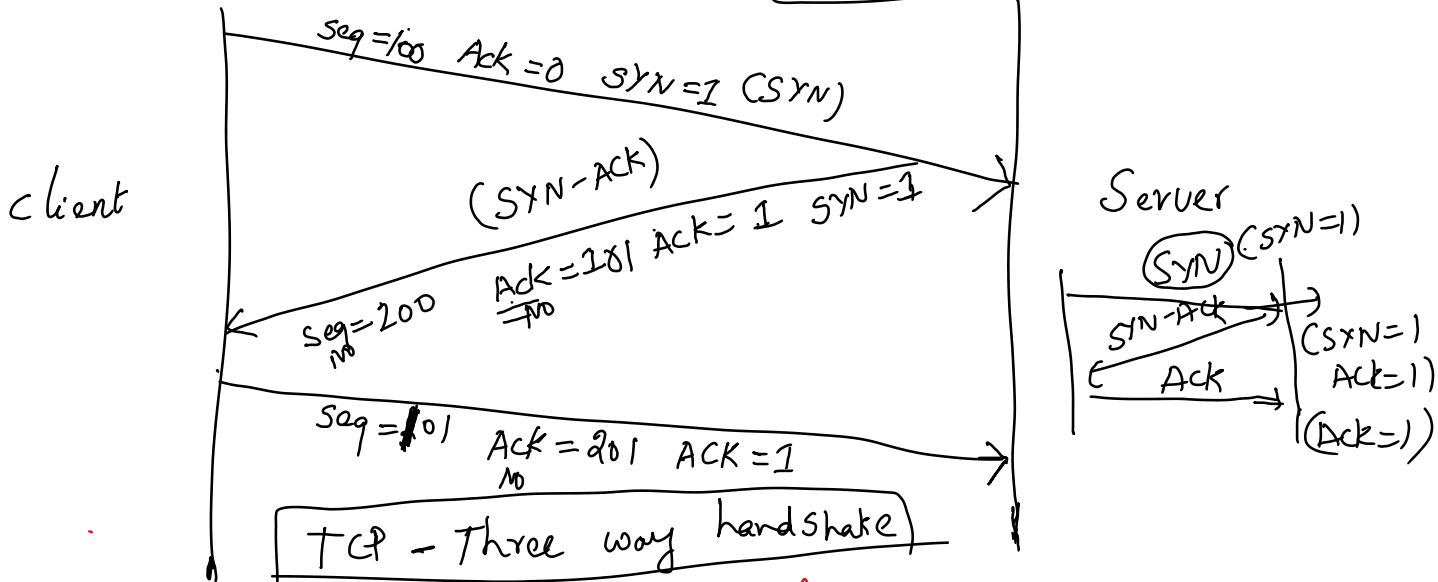 Seq=100 Ack=0 SYN=1 (SYN)
client
(SYN-ACK)
Seq=200 Ack=101 ACK=1 SYN=1
No No
Seq=101 Ack=201 ACK=1
No
TCP - Three way handshake
Server
SYN (SYN=1)
SYN-ACK
(SYN=1
ACK=1)
ACK
(Ack=1)